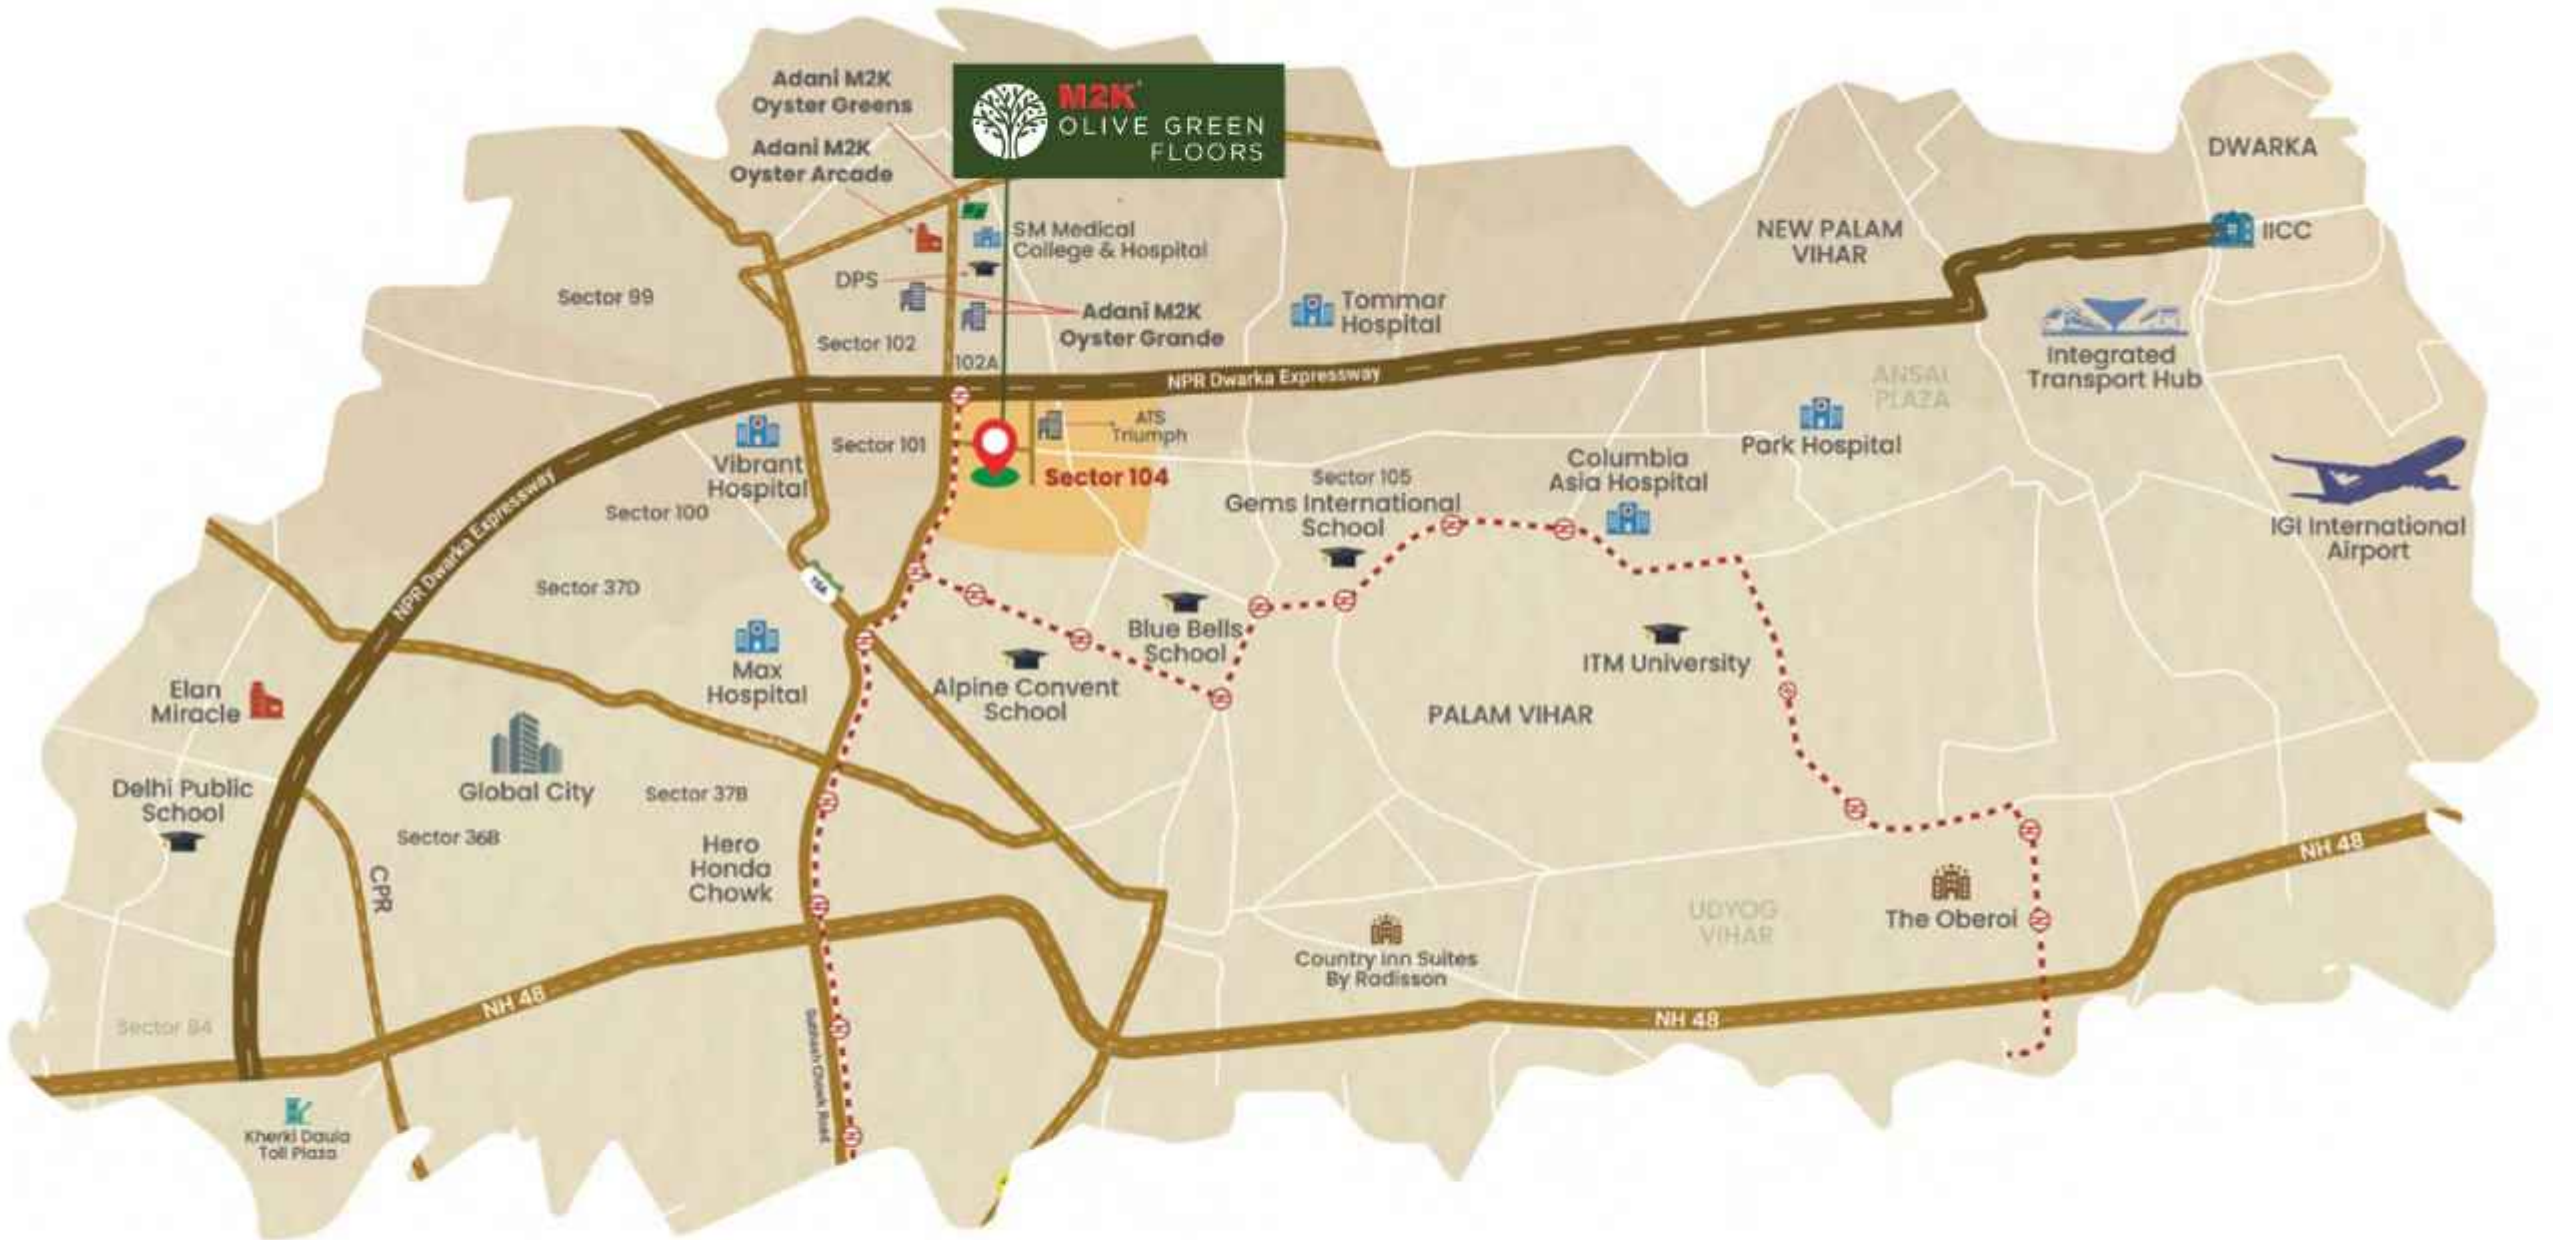 Adani M2K
Oyster Greens
M2K
OLIVE GREEN
FLOORS
Adani M2K
Oyster Arcade
DWARKA
SM Medical
College & Hospital
NEW PALAM
VIHAR
IICC
DPS
Sector 99
Tommar
Hospital
Adani M2K
Oyster Grande
Sector 102
102A
Integrated
Transport Hub
NPR Dwarka Expressway
ANSAL
PLAZA
ATS
Triumph
Sector 101
Park Hospital
Vibrant
Hospital
Sector 104
Sector 105
Gems International
School
Columbia
Asia Hospital
Sector 100
IGI International
Airport
NPR Dwarka Expressway
Sector 37D
Blue Bells
School
ITM University
Max
Hospital
Alpine Convent
School
Elan
Miracle
PALAM VIHAR
Delhi Public
School
Global City
Sector 37B
Sector 36B
Hero
Honda
Chowk
CPR
NH 48
The Oberoi
UDYOG
VIHAR
Country Inn Suites
By Radisson
NH 48
NH 48
Sector 84
Subhash Chowk Road
Kherki Daula
Toll Plaza